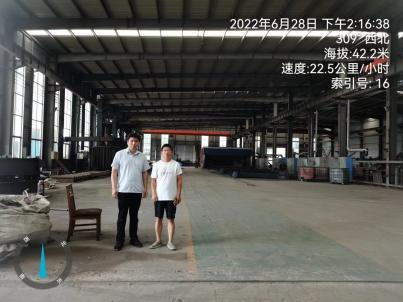 2022年6月28日 下午2:16:38
309° 西北
海拔:42.2米
速度:22.5公里/小时
索引号: 16